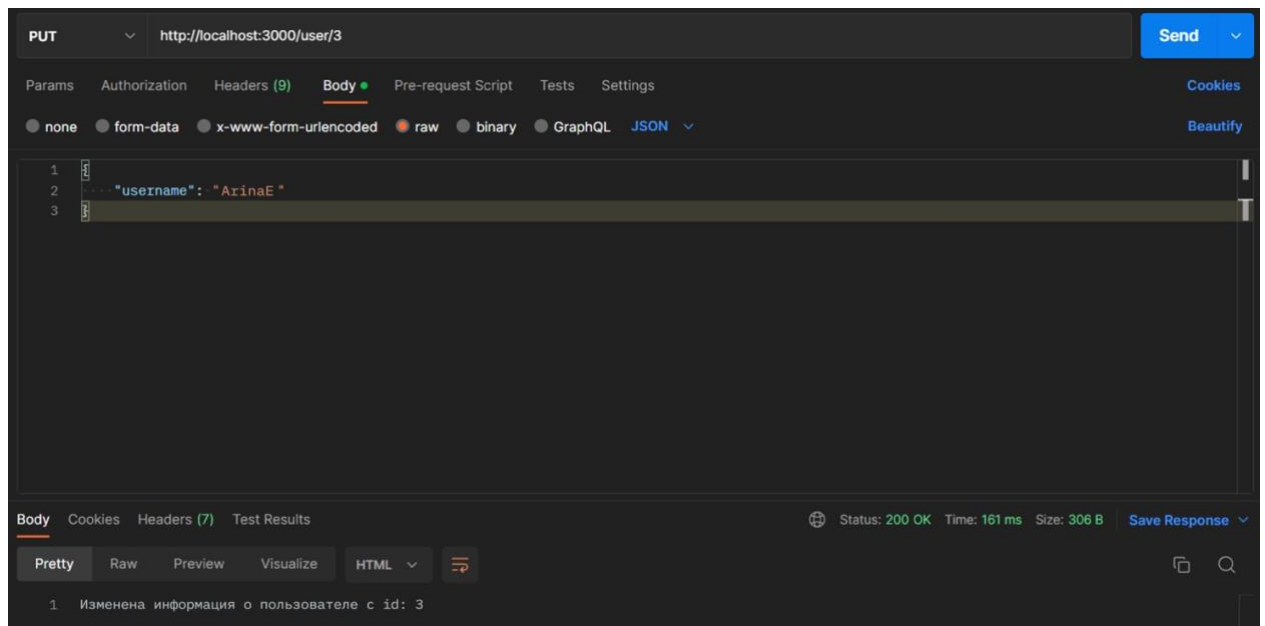 PUT http://localhost:3000/user/3 Send
Params Authorization Headers (9) Body Pre-request Script Tests Settings Cookies
none form-data x-www-form-urlencoded raw binary GraphQL JSON Beautify
1 {
2 "username": "ArinaE"
3 }
Body Cookies Headers (7) Test Results Status: 200 OK Time: 161 ms Size: 306 B Save Response
Pretty Raw Preview Visualize HTML
1 Изменена информация о пользователе с id: 3